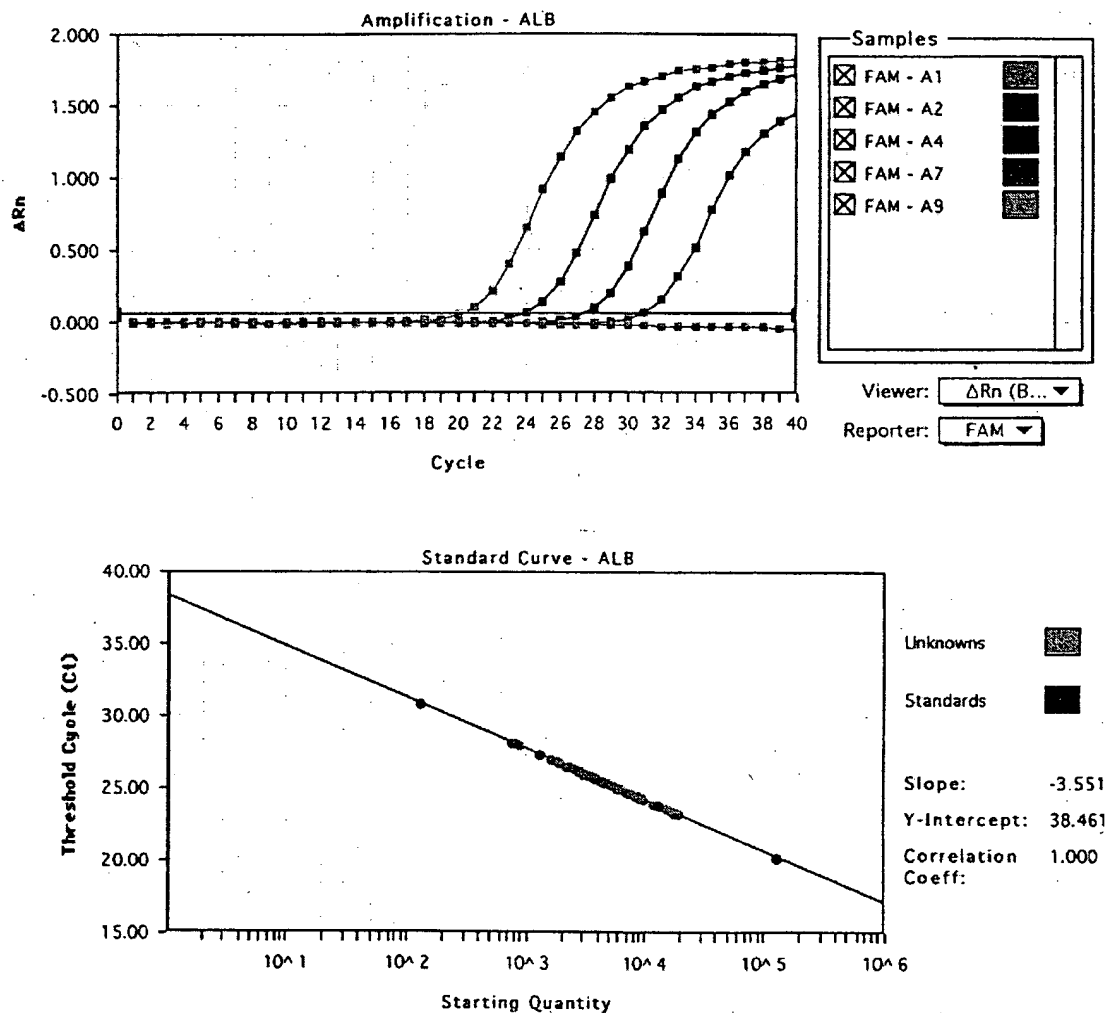 Amplification - ALB
2.000
1.500
1.000
0.500
0.000
-0.500
ΔRn
0 2 4 6 8 10 12 14 16 18 20 22 24 26 28 30 32 34 36 38 40
Cycle
Samples
FAM - A1
FAM - A2
FAM - A4
FAM - A7
FAM - A9
Viewer: ΔRn (B... ▼
Reporter: FAM ▼
Standard Curve - ALB
40.00
35.00
30.00
25.00
20.00
15.00
Threshold Cycle (Ct)
10^1 10^2 10^3 10^4 10^5 10^6
Starting Quantity
Unknowns
Standards
Slope: -3.551
Y-Intercept: 38.461
Correlation 1.000
Coeff: